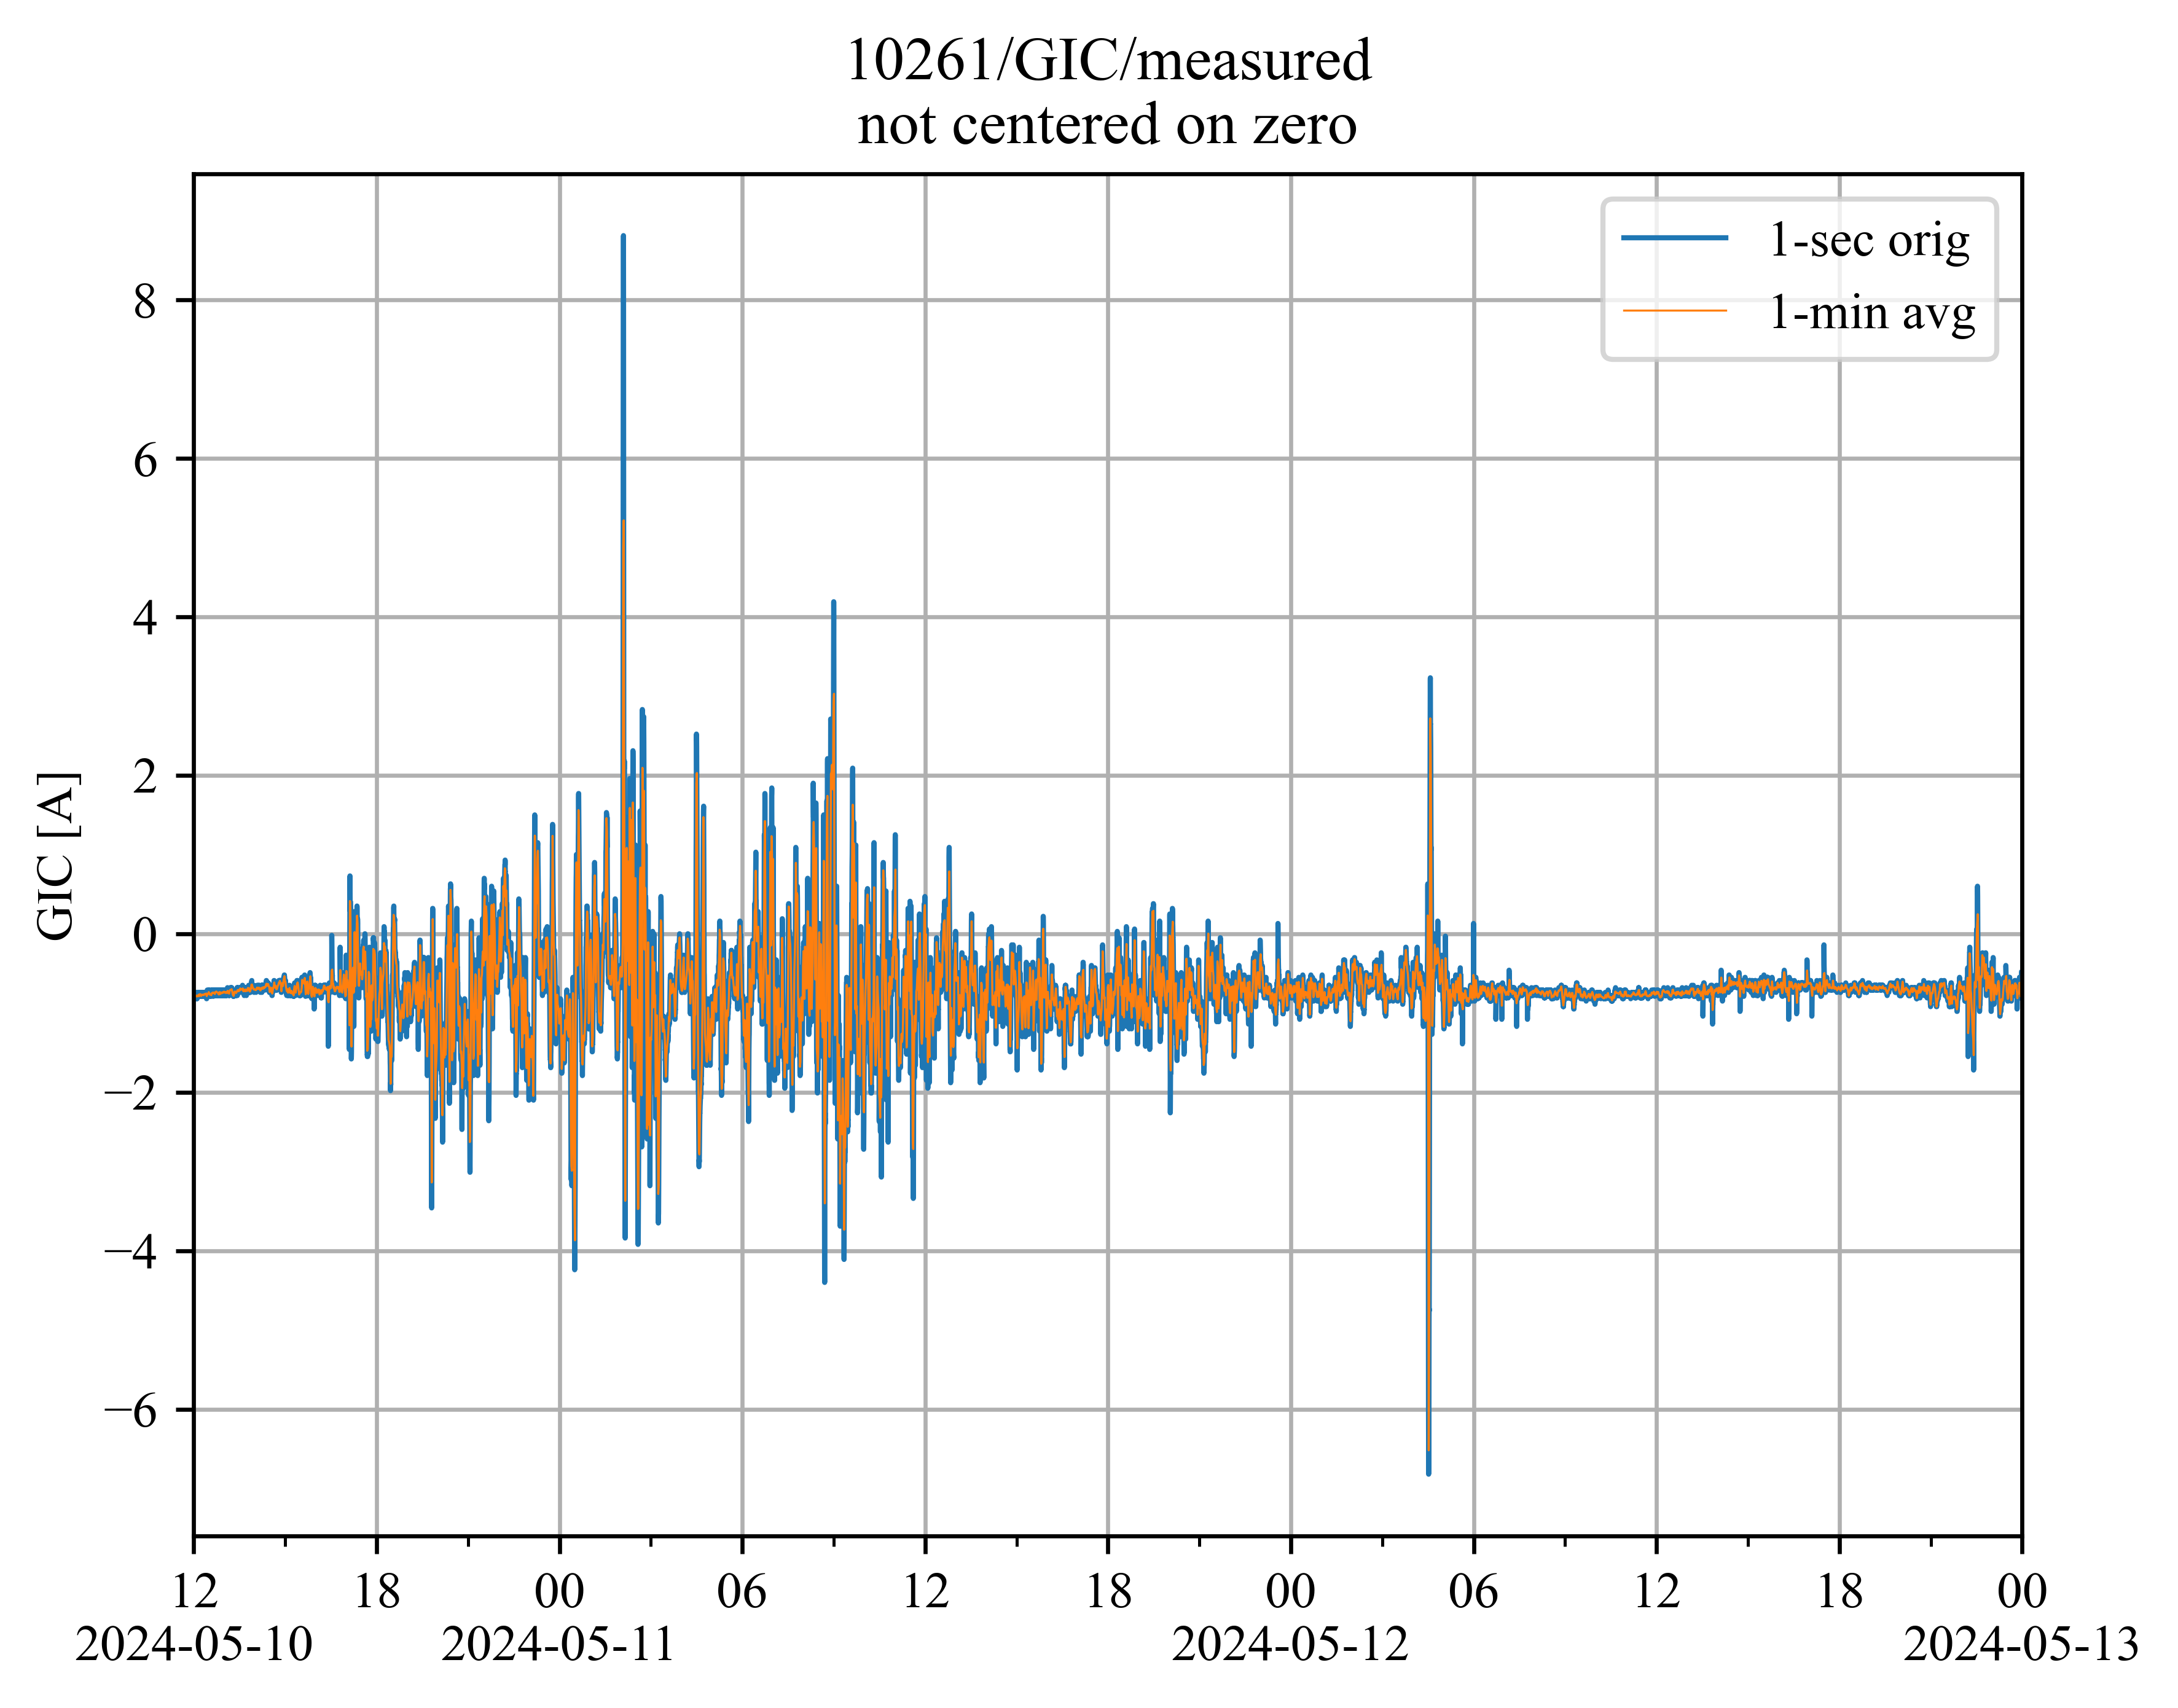 10261/GIC/measured
not centered on zero
1-sec orig
1-min avg
8
6
4
2
0
−2
−4
−6
GIC [A]
12 18 00 06 12 18 00 06 12 18 00
2024-05-10 2024-05-11 2024-05-12 2024-05-13